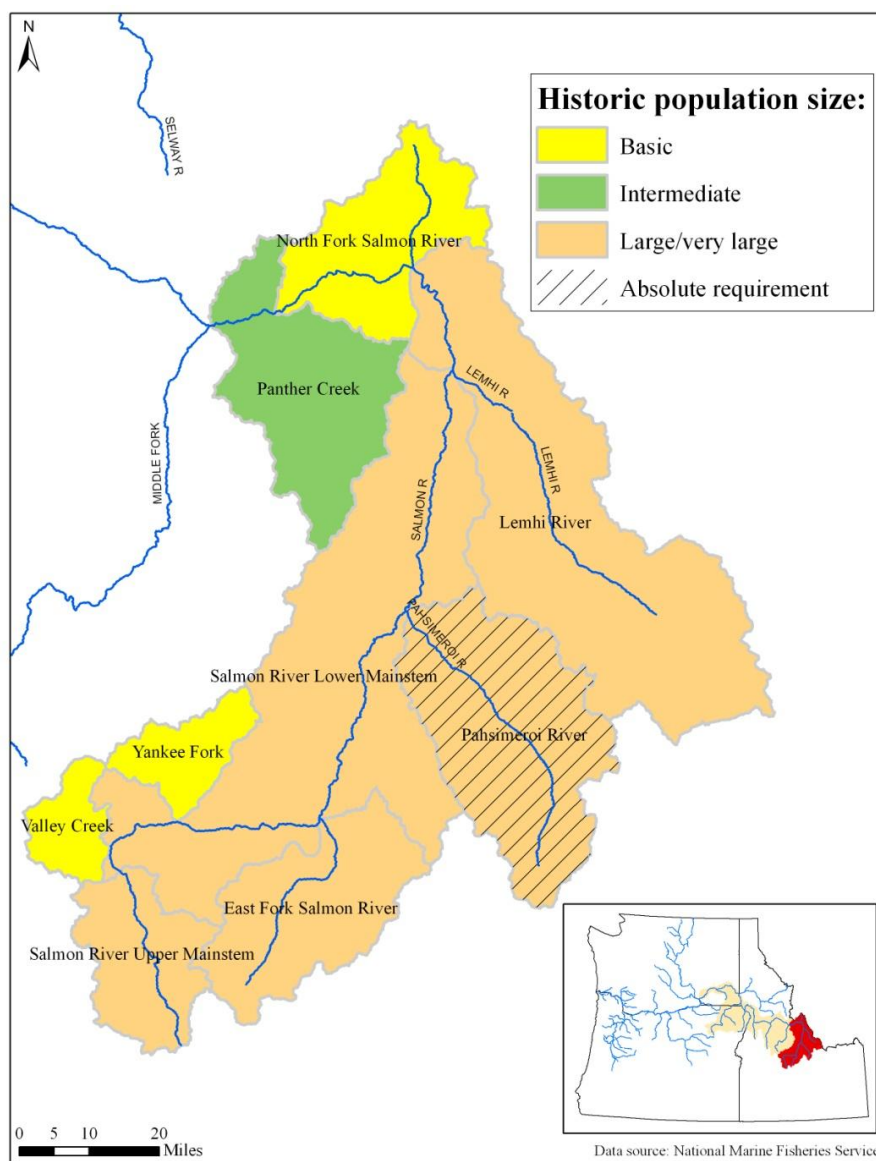 N
SELWAY R
Historic population size:
Basic
Intermediate
Large/very large
Absolute requirement
North Fork Salmon River
Panther Creek
LEMHI R
LEMHI R
MIDDLE FORK
SALMON R
Lemhi River
PAHSIMEROI R
Salmon River Lower Mainstem
Pahsimeroi River
Yankee Fork
Valley Creek
East Fork Salmon River
Salmon River Upper Mainstem
0 5 10 20
Miles
Data source: National Marine Fisheries Service